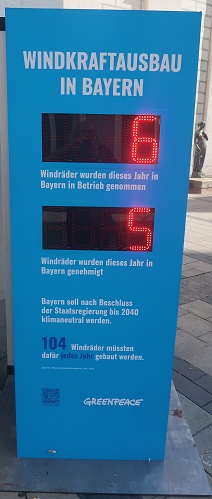 WINDKRAFTAUSBAU
IN BAYERN
6
Windräder wurden dieses Jahr in
Bayern in Betrieb genommen
5
Windräder wurden dieses Jahr in
Bayern genehmigt
Bayern soll nach Beschluss
der Staatsregierung bis 2040
klimaneutral werden.
104 Windräder müssten
dafür jedes Jahr gebaut werden.
GREENPEACE